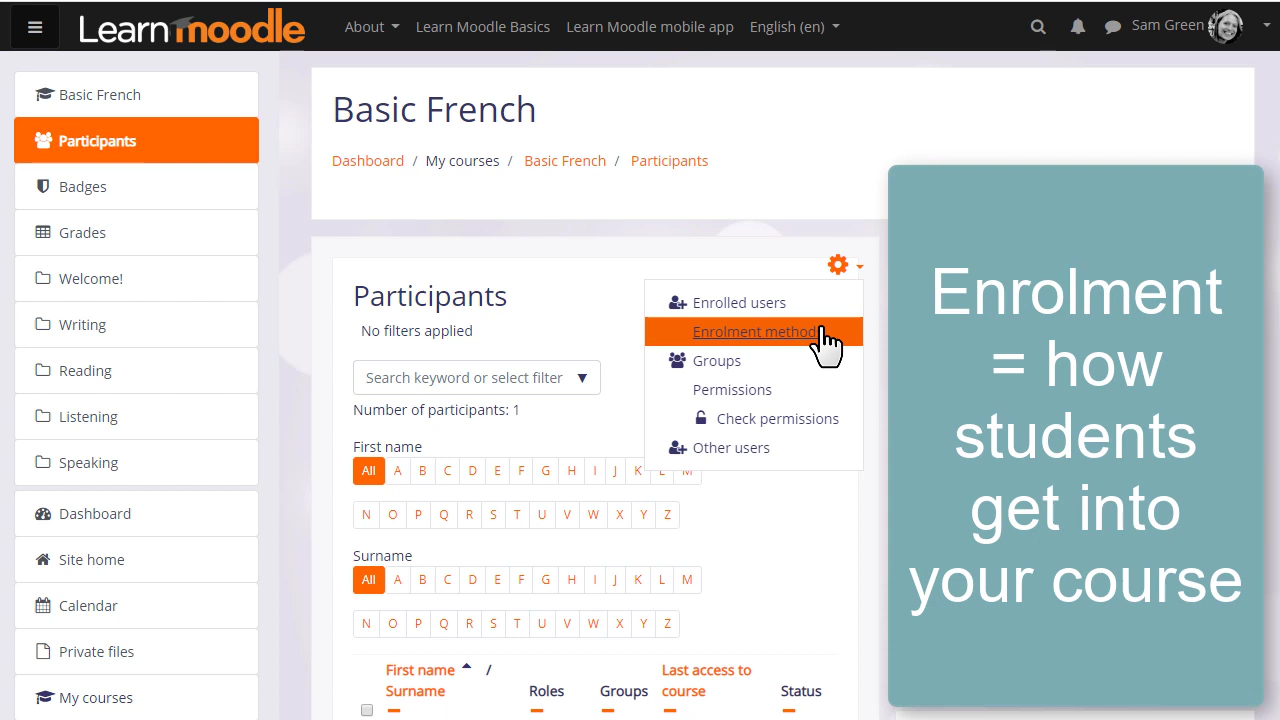 Learn moodle
About
Learn Moodle Basics
Learn Moodle mobile app
English (en)
Sam Green
Basic French
Participants
Badges
Grades
Welcome!
Writing
Reading
Listening
Speaking
Dashboard
Site home
Calendar
Private files
My courses
Basic French
Dashboard / My courses / Basic French / Participants
Participants
No filters applied
Search keyword or select filter ▼
Number of participants: 1
First name
All A B C D E F G H I J K L M
N O P Q R S T U V W X Y Z
Surname
All A B C D E F G H I J K L M
N O P Q R S T U V W X Y Z
First name / Surname
Roles
Groups
Last access to course
Status
Enrolled users
Enrolment method
Groups
Permissions
Check permissions
Other users
Enrolment
= how
students
get into
your course